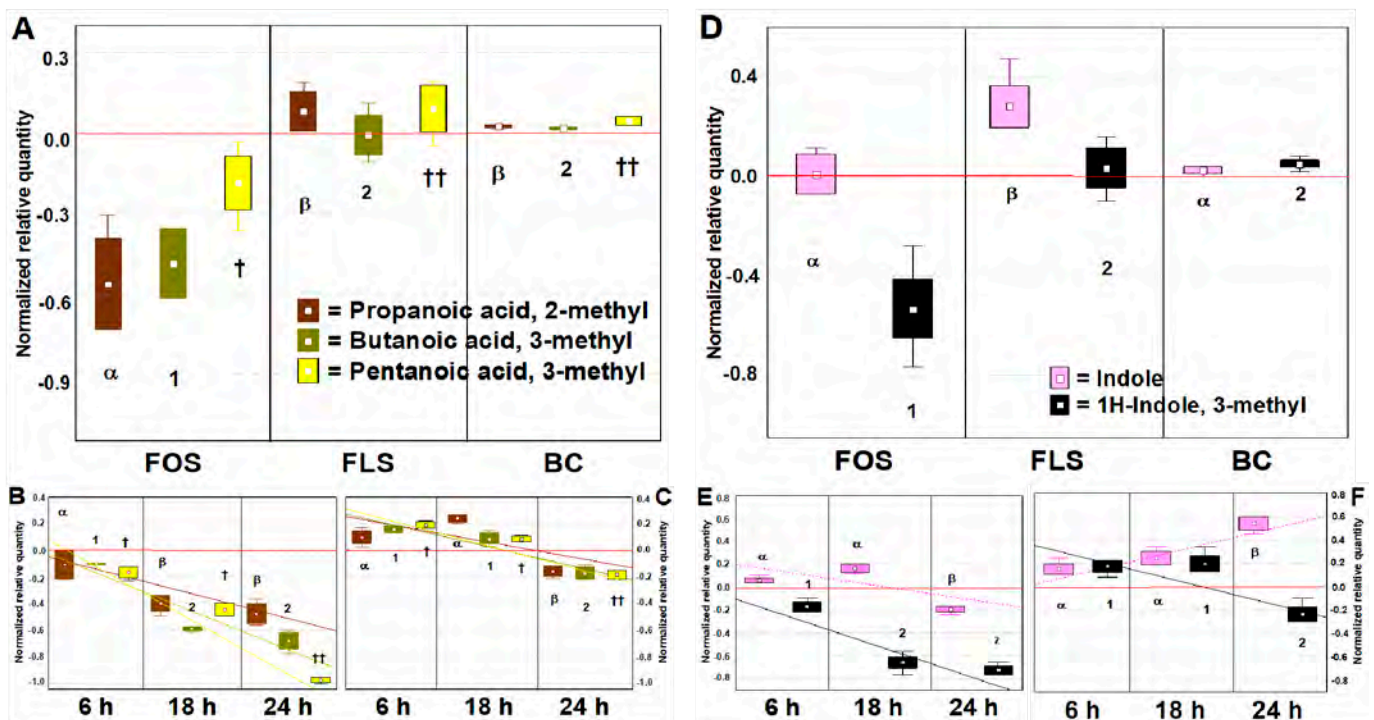 A
Normalized relative quantity
0.3
0.0
-0.3
-0.6
-0.9
α
1
†
β
2
††
β
2
††
= Propanoic acid, 2-methyl
= Butanoic acid, 3-methyl
= Pentanoic acid, 3-methyl
FOS FLS BC
D
Normalized relative quantity
0.4
0.0
-0.4
-0.8
α
1
β
2
α
2
= Indole
= 1H-Indole, 3-methyl
FOS FLS BC
B
Normalized relative quantity
0.4
0.2
0.0
-0.2
-0.4
-0.6
-0.8
-1.0
α
1
†
β
2
†
β
2
††
6 h 18 h 24 h
C
Normalized relative quantity
0.4
0.2
0.0
-0.2
-0.4
-0.6
-0.8
-1.0
α
1
†
α
1
†
β
2
††
6 h 18 h 24 h
E
Normalized relative quantity
0.8
0.6
0.4
0.2
0.0
-0.2
-0.4
-0.6
-0.8
α
1
α
2
β
6 h 18 h 24 h
F
Normalized relative quantity
0.8
0.6
0.4
0.2
0.0
-0.2
-0.4
-0.6
-0.8
α
1
α
1
β
2
6 h 18 h 24 h